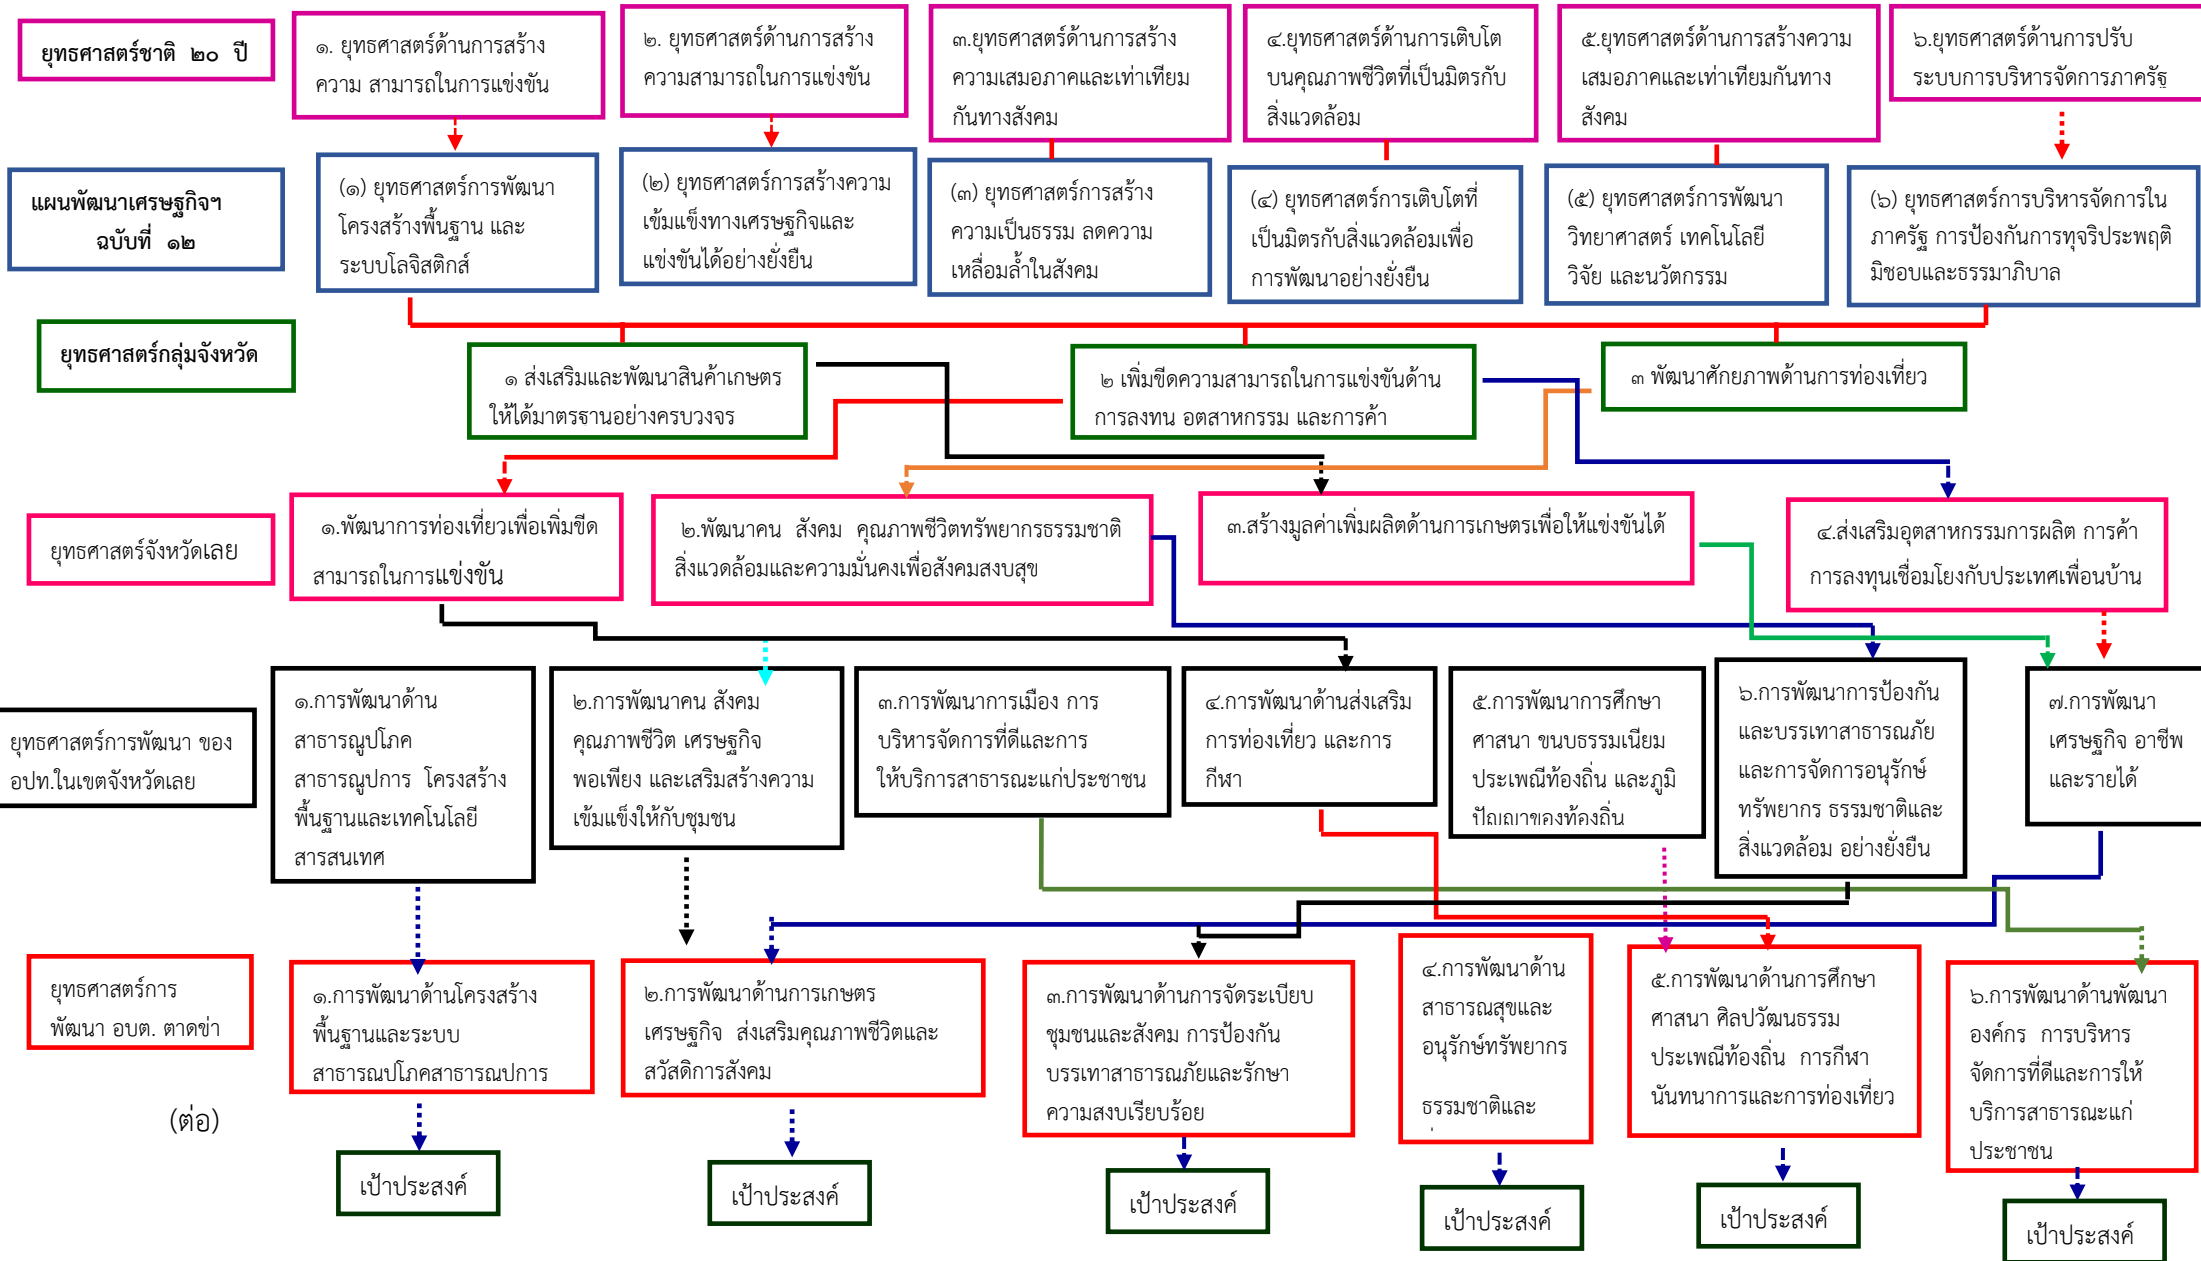 ยุทธศาสตร์ชาติ ๒๐ ปี
๑. ยุทธศาสตร์ด้านการสร้าง
ความ สามารถในการแข่งขัน
๒. ยุทธศาสตร์ด้านการสร้าง
ความสามารถในการแข่งขัน
๓.ยุทธศาสตร์ด้านการสร้าง
ความเสมอภาคและเท่าเทียม
กันทางสังคม
๔.ยุทธศาสตร์ด้านการเติบโต
บนคุณภาพชีวิตที่เป็นมิตรกับ
สิ่งแวดล้อม
๕.ยุทธศาสตร์ด้านการสร้างความ
เสมอภาคและเท่าเทียมกันทาง
สังคม
๖.ยุทธศาสตร์ด้านการปรับ
ระบบการบริหารจัดการภาครัฐ
แผนพัฒนาเศรษฐกิจฯ
ฉบับที่ ๑๒
(๑) ยุทธศาสตร์การพัฒนา
โครงสร้างพื้นฐาน และ
ระบบโลจิสติกส์
(๒) ยุทธศาสตร์การสร้างความ
เข้มแข็งทางเศรษฐกิจและ
แข่งขันได้อย่างยั่งยืน
(๓) ยุทธศาสตร์การสร้าง
ความเป็นธรรม ลดความ
เหลื่อมล้ำในสังคม
(๔) ยุทธศาสตร์การเติบโตที่
เป็นมิตรกับสิ่งแวดล้อมเพื่อ
การพัฒนาอย่างยั่งยืน
(๕) ยุทธศาสตร์การพัฒนา
วิทยาศาสตร์ เทคโนโลยี
วิจัย และนวัตกรรม
(๖) ยุทธศาสตร์การบริหารจัดการใน
ภาครัฐ การป้องกันการทุจริประพฤติ
มิชอบและธรรมาภิบาล
ยุทธศาสตร์กลุ่มจังหวัด
๑ ส่งเสริมและพัฒนาสินค้าเกษตร
ให้ได้มาตรฐานอย่างครบวงจร
๒ เพิ่มขีดความสามารถในการแข่งขันด้าน
การลงทน อตสาหกรรม และการค้า
๓ พัฒนาศักยภาพด้านการท่องเที่ยว
ยุทธศาสตร์จังหวัดเลย
๑.พัฒนาการท่องเที่ยวเพื่อเพิ่มขีด
สามารถในการแข่งขัน
๒.พัฒนาคน สังคม คุณภาพชีวิตทรัพยากรธรรมชาติ
สิ่งแวดล้อมและความมั่นคงเพื่อสังคมสงบสุข
๓.สร้างมูลค่าเพิ่มผลิตด้านการเกษตรเพื่อให้แข่งขันได้
๔.ส่งเสริมอุตสาหกรรมการผลิต การค้า
การลงทุนเชื่อมโยงกับประเทศเพื่อนบ้าน
ยุทธศาสตร์การพัฒนา ของ
อปท.ในเขตจังหวัดเลย
๑.การพัฒนาด้าน
สาธารณูปโภค
สาธารณูปการ โครงสร้าง
พื้นฐานและเทคโนโลยี
สารสนเทศ
๒.การพัฒนาคน สังคม
คุณภาพชีวิต เศรษฐกิจ
พอเพียง และเสริมสร้างความ
เข้มแข็งให้กับชุมชน
๓.การพัฒนาการเมือง การ
บริหารจัดการที่ดีและการ
ให้บริการสาธารณะแก่ประชาชน
๔.การพัฒนาด้านส่งเสริม
การท่องเที่ยว และการ
กีฬา
๕.การพัฒนาการศึกษา
ศาสนา ขนบธรรมเนียม
ประเพณีท้องถิ่น และภูมิ
ปัญญาของท้องถิ่น
๖.การพัฒนาการป้องกัน
และบรรเทาสาธารณภัย
และการจัดการอนุรักษ์
ทรัพยากร ธรรมชาติและ
สิ่งแวดล้อม อย่างยั่งยืน
๗.การพัฒนา
เศรษฐกิจ อาชีพ
และรายได้
ยุทธศาสตร์การ
พัฒนา อบต. ตาดข่า
๑.การพัฒนาด้านโครงสร้าง
พื้นฐานและระบบ
สาธารณปโภคสาธารณปการ
๒.การพัฒนาด้านการเกษตร
เศรษฐกิจ ส่งเสริมคุณภาพชีวิตและ
สวัสดิการสังคม
๓.การพัฒนาด้านการจัดระเบียบ
ชุมชนและสังคม การป้องกัน
บรรเทาสาธารณภัยและรักษา
ความสงบเรียบร้อย
๔.การพัฒนาด้าน
สาธารณสุขและ
อนุรักษ์ทรัพยากร
ธรรมชาติและ
๕.การพัฒนาด้านการศึกษา
ศาสนา ศิลปวัฒนธรรม
ประเพณีท้องถิ่น การกีฬา
นันทนาการและการท่องเที่ยว
๖.การพัฒนาด้านพัฒนา
องค์กร การบริหาร
จัดการที่ดีและการให้
บริการสาธารณะแก่
ประชาชน
(ต่อ)
เป้าประสงค์
เป้าประสงค์
เป้าประสงค์
เป้าประสงค์
เป้าประสงค์
เป้าประสงค์